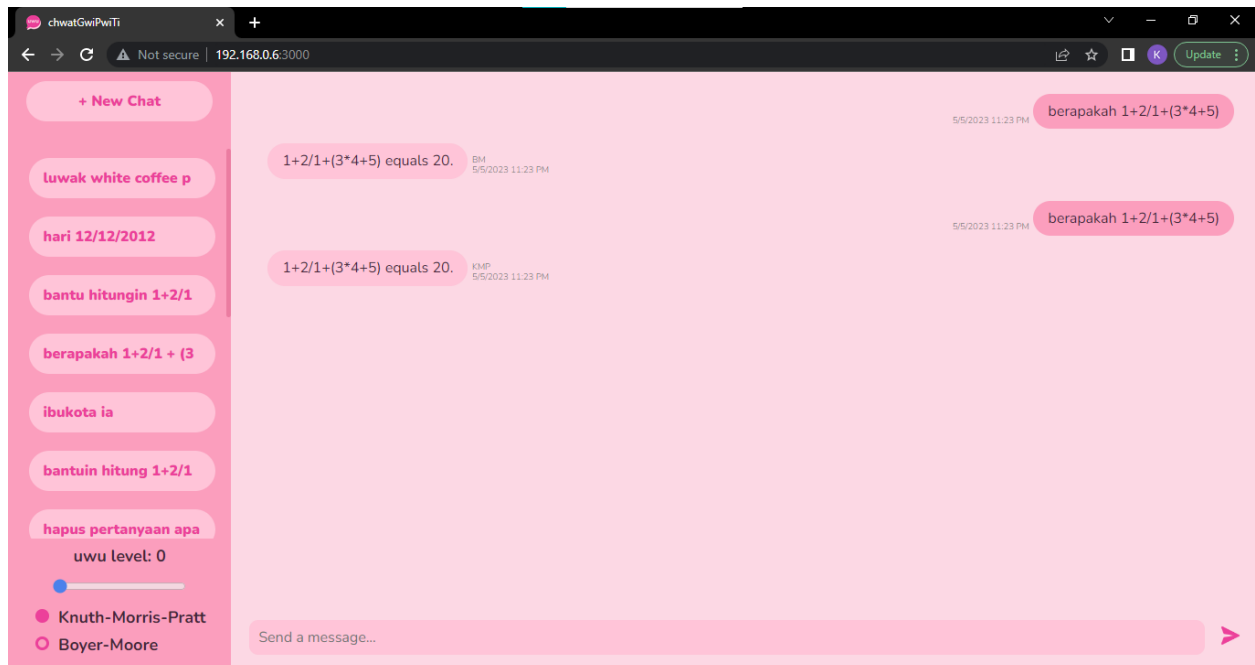 chwatGwiPwiTi
Not secure | 192.168.0.6:3000
K
Update
+ New Chat
luwak white coffee p
hari 12/12/2012
bantu hitungin 1+2/1
berapakah 1+2/1 + (3
ibukota ia
bantuin hitung 1+2/1
hapus pertanyaan apa
uwu level: 0
Knuth-Morris-Pratt
Boyer-Moore
5/5/2023 11:23 PM
berapakah 1+2/1+(3*4+5)
1+2/1+(3*4+5) equals 20.
BM
5/5/2023 11:23 PM
5/5/2023 11:23 PM
berapakah 1+2/1+(3*4+5)
1+2/1+(3*4+5) equals 20.
KMP
5/5/2023 11:23 PM
Send a message...